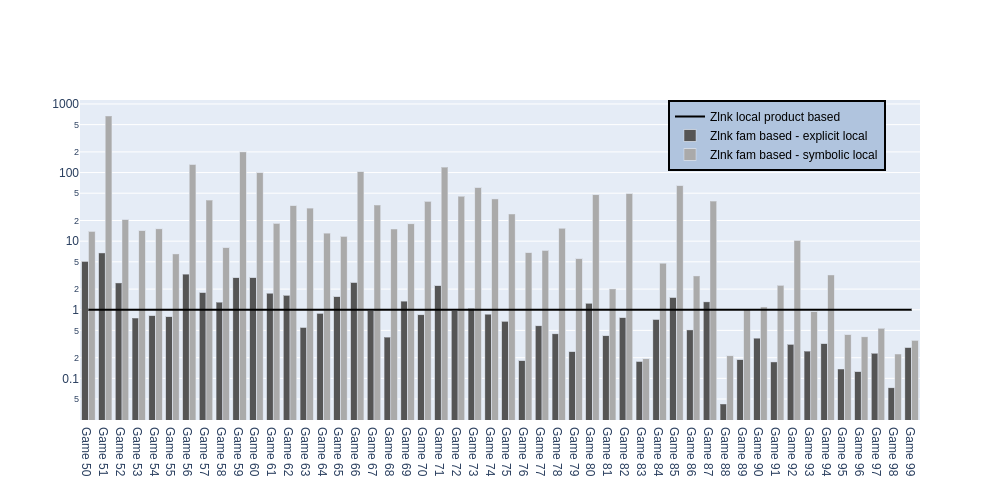 1000
5
2
100
5
2
10
5
2
1
5
2
0.1
5
Zlnk local product based
Zlnk fam based - explicit local
Zlnk fam based - symbolic local
Game 50
Game 51
Game 52
Game 53
Game 54
Game 55
Game 56
Game 57
Game 58
Game 59
Game 60
Game 61
Game 62
Game 63
Game 64
Game 65
Game 66
Game 67
Game 68
Game 69
Game 70
Game 71
Game 72
Game 73
Game 74
Game 75
Game 76
Game 77
Game 78
Game 79
Game 80
Game 81
Game 82
Game 83
Game 84
Game 85
Game 86
Game 87
Game 88
Game 89
Game 90
Game 91
Game 92
Game 93
Game 94
Game 95
Game 96
Game 97
Game 98
Game 99